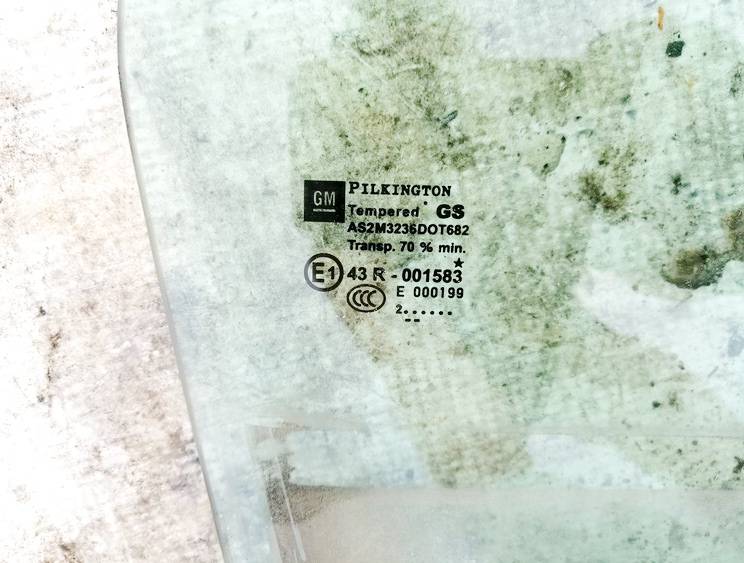 GM
PILKINGTON
Tempered GS
AS2M3236DOT682
Transp. 70 % min.
E1 43 R - 001583
CCC E 000199
2......
--